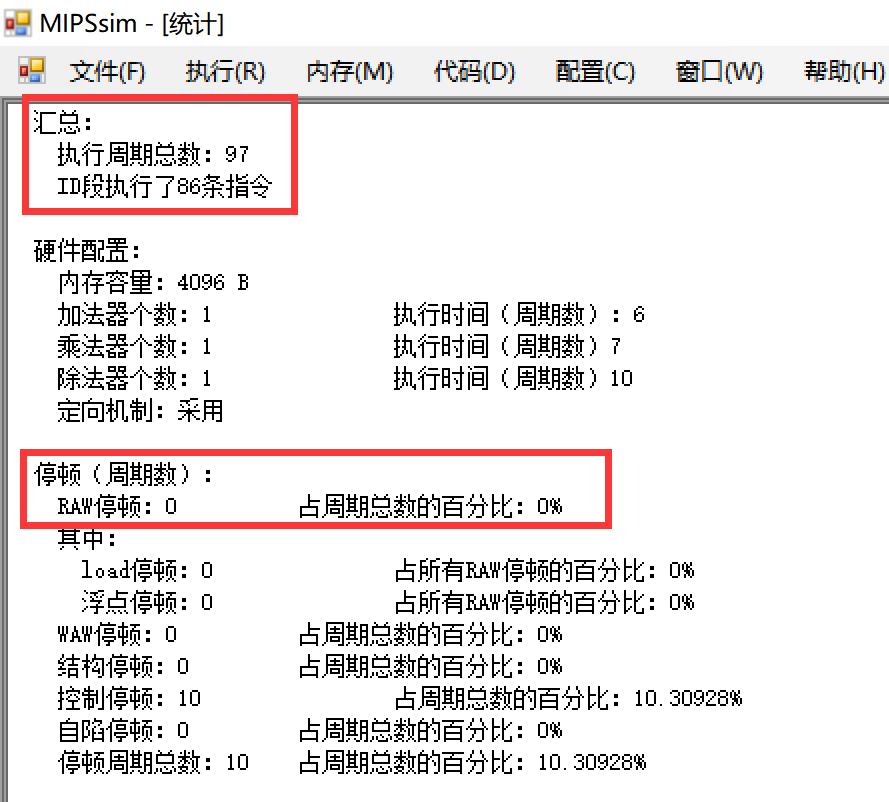 MIPSsim - [统计]
文件(F) 执行(R) 内存(M) 代码(D) 配置(C) 窗口(W) 帮助(H)
汇总：
执行周期总数：97
ID段执行了86条指令
硬件配置：
内存容量：4096 B
加法器个数：1 执行时间（周期数）：6
乘法器个数：1 执行时间（周期数）7
除法器个数：1 执行时间（周期数）10
定向机制：采用
停顿（周期数）：
RAW停顿：0 占周期总数的百分比：0%
其中：
load停顿：0 占所有RAW停顿的百分比：0%
浮点停顿：0 占所有RAW停顿的百分比：0%
WAW停顿：0 占周期总数的百分比：0%
结构停顿：0 占周期总数的百分比：0%
控制停顿：10 占周期总数的百分比：10.30928%
自陷停顿：0 占周期总数的百分比：0%
停顿周期总数：10 占周期总数的百分比：10.30928%